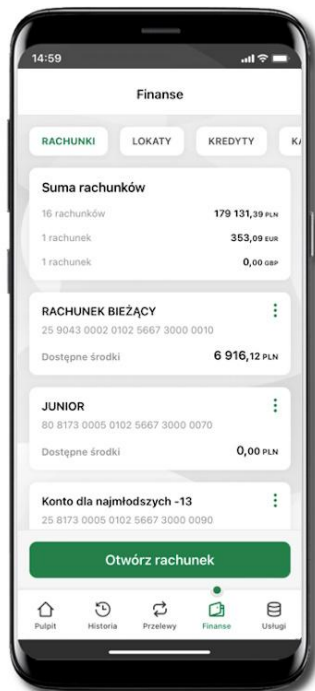 14:59
Finanse
RACHUNKI LOKATY KREDYTY
Suma rachunków
16 rachunków 179 131,39 PLN
1 rachunek 353,09 EUR
1 rachunek 0,00 GBP
RACHUNEK BIEŻĄCY
25 9043 0002 0102 5667 3000 0010
Dostępne środki 6 916,12 PLN
JUNIOR
80 8173 0005 0102 5667 3000 0070
Dostępne środki 0,00 PLN
Konto dla najmłodszych -13
25 8173 0005 0102 5667 3000 0090
Otwórz rachunek
Pulpit Historia Przelewy Finanse Usługi